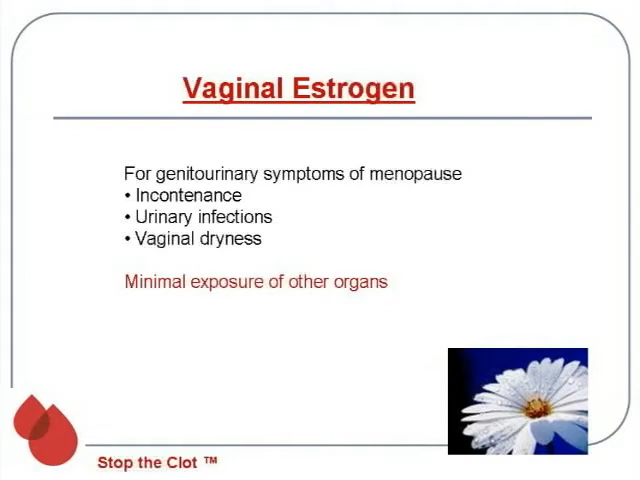 Vaginal Estrogen
For genitourinary symptoms of menopause
• Incontenance
• Urinary infections
• Vaginal dryness
Minimal exposure of other organs
Stop the Clot ™